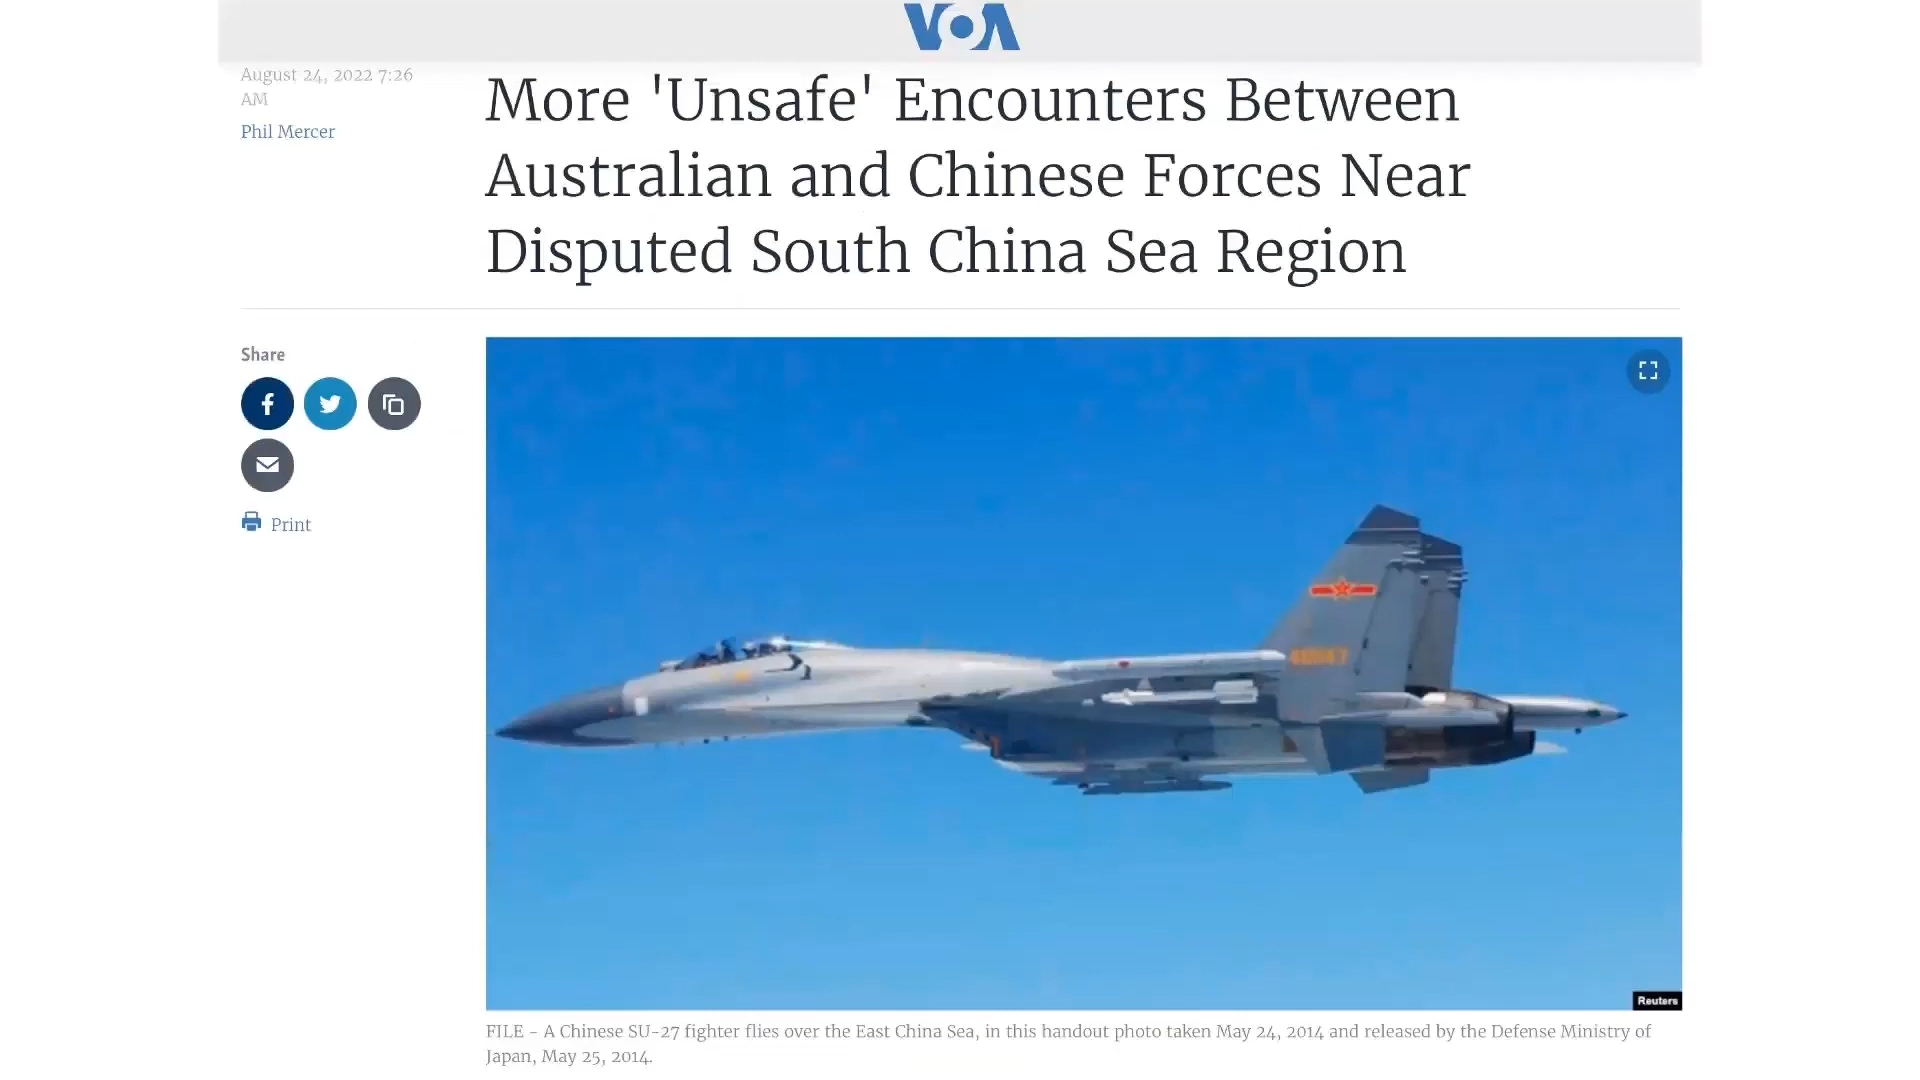 VOA
August 24, 2022 7:26
AM
Phil Mercer
More 'Unsafe' Encounters Between
Australian and Chinese Forces Near
Disputed South China Sea Region
Share
Print
Reuters
FILE - A Chinese SU-27 fighter flies over the East China Sea, in this handout photo taken May 24, 2014 and released by the Defense Ministry of
Japan, May 25, 2014.